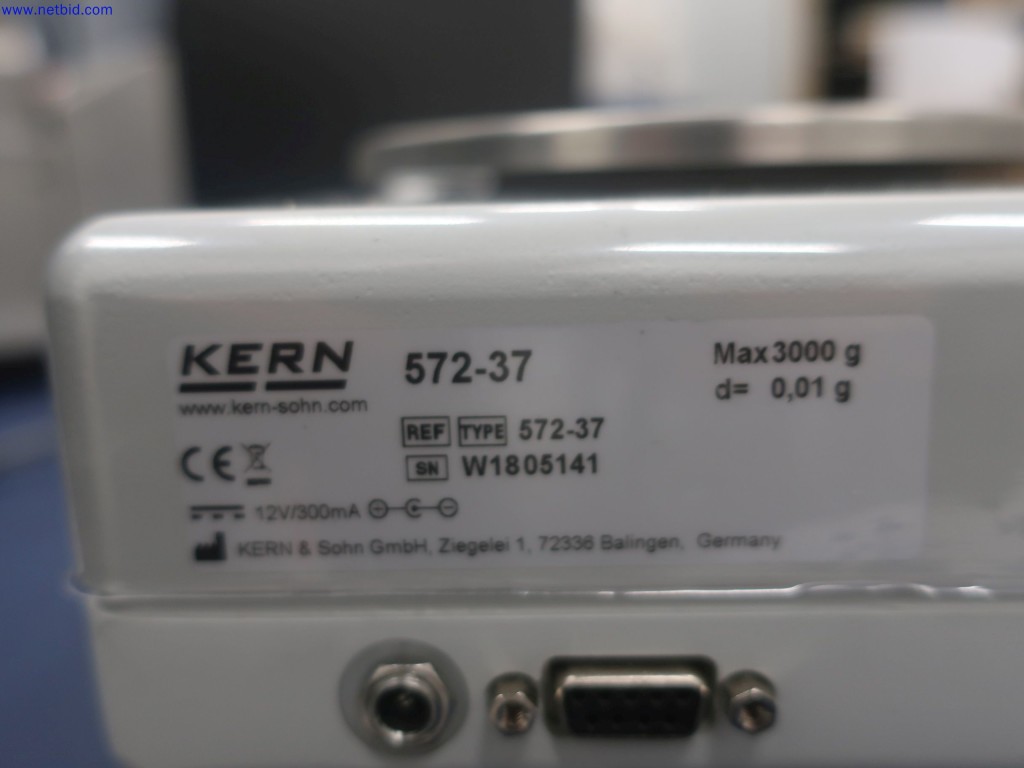 www.netbid.com
KERN 572-37 Max 3000 g
www.kern-sohn.com d= 0,01 g
REF TYPE 572-37
CE SN W1805141
12V/300mA
KERN & Sohn GmbH, Ziegelei 1, 72336 Balingen, Germany